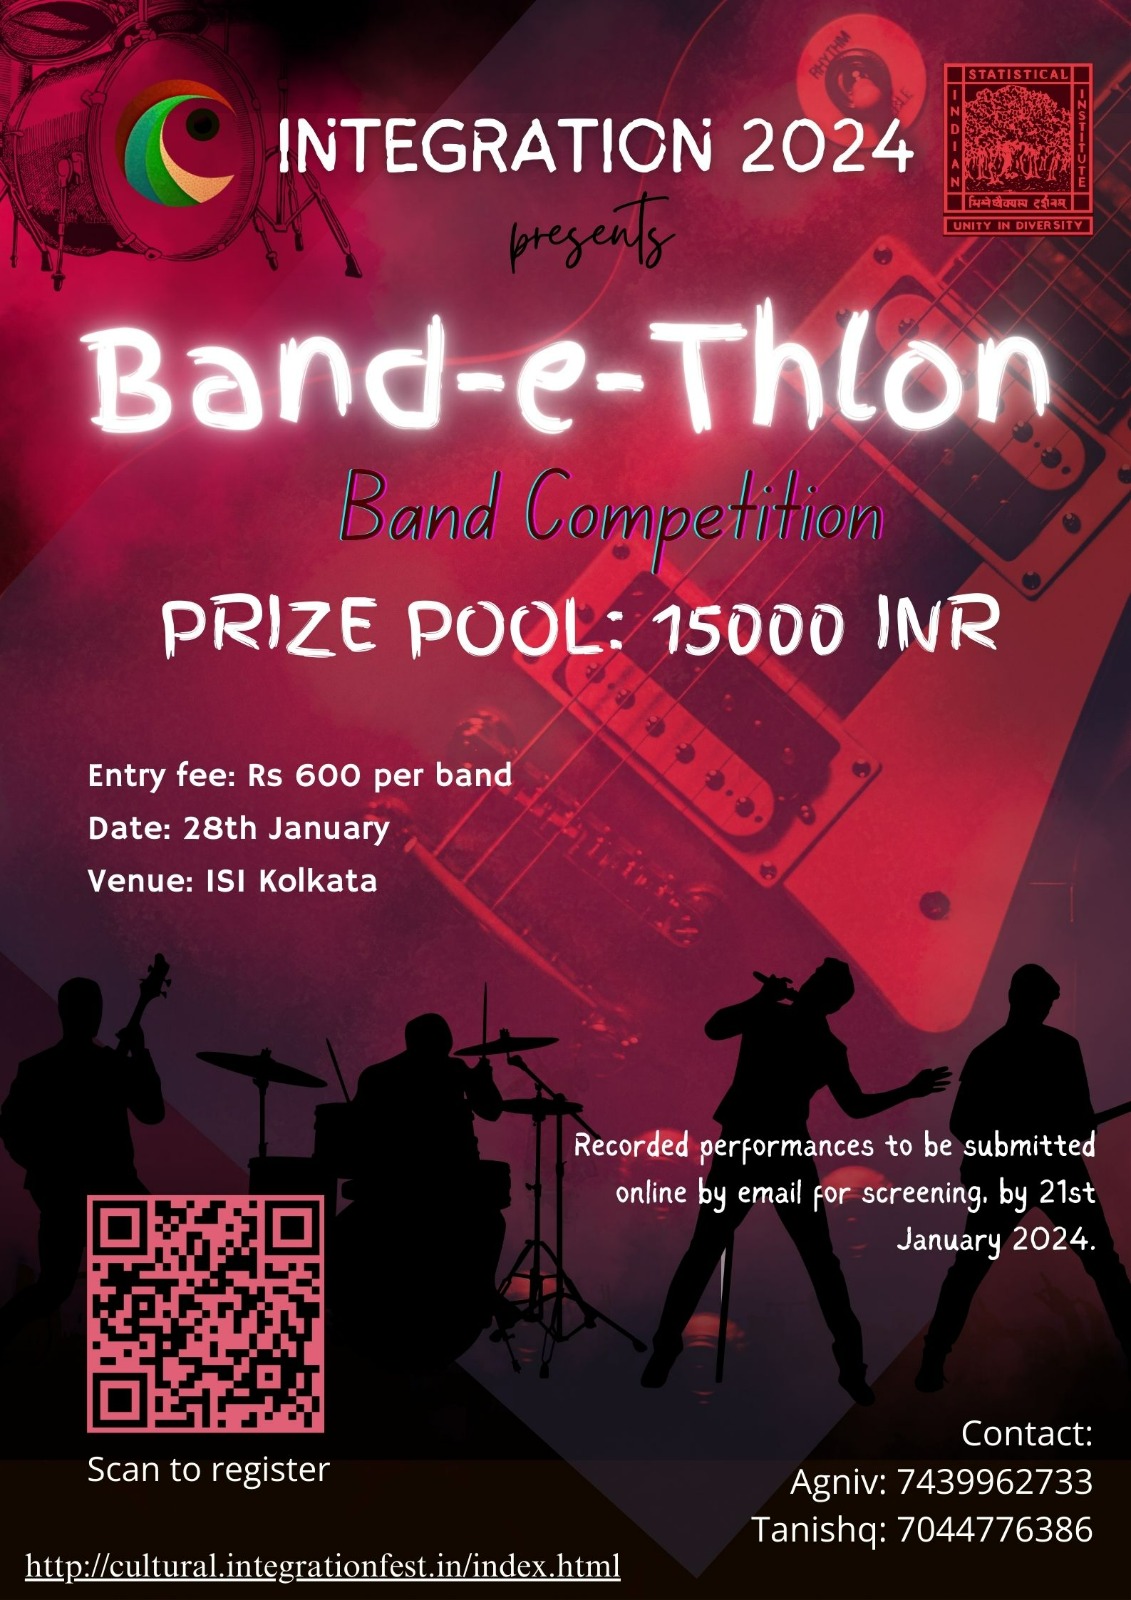 INTEGRATION 2024
STATISTICAL
INDIAN
INSTITUTE
UNITY IN DIVERSITY
RHYTHM
presents
Band-e-Thlon
Band Competition
PRIZE POOL: 15000 INR
Entry fee: Rs 600 per band
Date: 28th January
Venue: ISI Kolkata
Recorded performances to be submitted
online by email for screening, by 21st
January 2024.
Scan to register
Contact:
Agniv: 7439962733
Tanishq: 7044776386
http://cultural.integrationfest.in/index.html